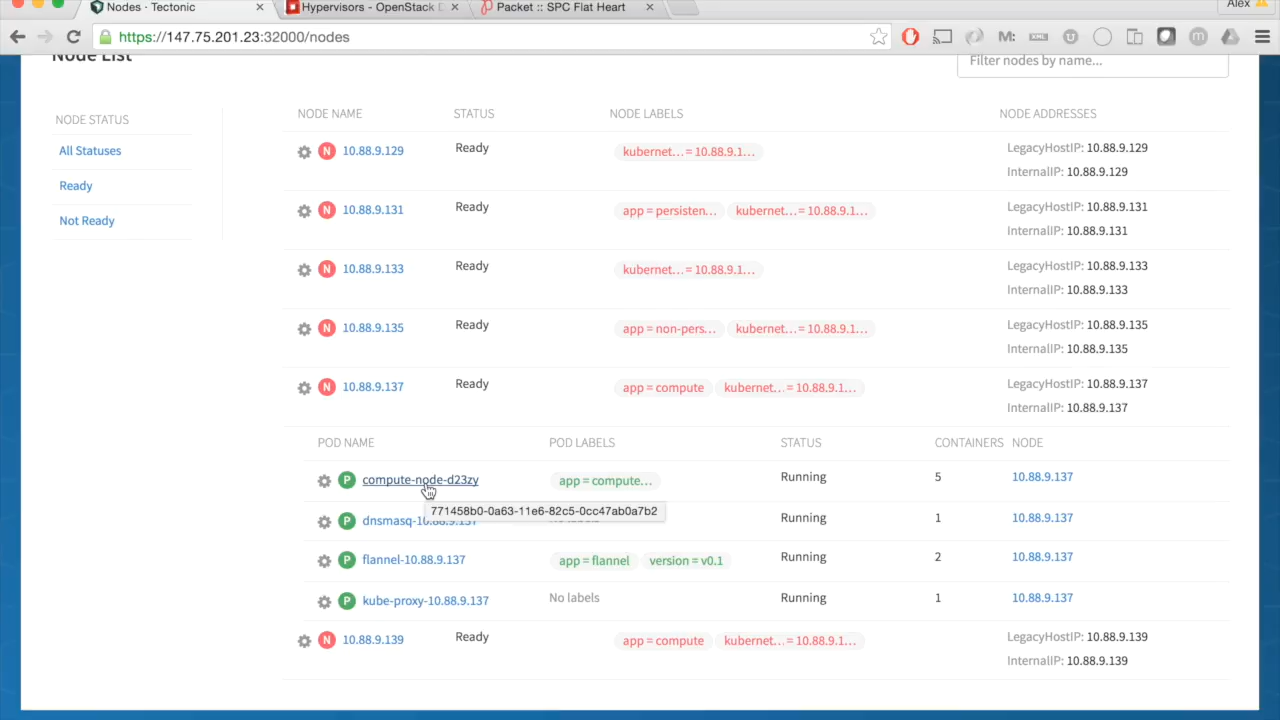 Nodes · Tectonic
Hypervisors - OpenStack D
Packet :: SPC Flat Heart
Alex
https://147.75.201.23:32000/nodes
Node List
Filter nodes by name...
NODE STATUS
All Statuses
Ready
Not Ready
NODE NAME STATUS NODE LABELS NODE ADDRESSES
N 10.88.9.129 Ready kubernet... = 10.88.9.1... LegacyHostIP: 10.88.9.129
InternalIP: 10.88.9.129
N 10.88.9.131 Ready app = persisten... kubernet... = 10.88.9.1... LegacyHostIP: 10.88.9.131
InternalIP: 10.88.9.131
N 10.88.9.133 Ready kubernet... = 10.88.9.1... LegacyHostIP: 10.88.9.133
InternalIP: 10.88.9.133
N 10.88.9.135 Ready app = non-pers... kubernet... = 10.88.9.1... LegacyHostIP: 10.88.9.135
InternalIP: 10.88.9.135
N 10.88.9.137 Ready app = compute kubernet... = 10.88.9.1... LegacyHostIP: 10.88.9.137
InternalIP: 10.88.9.137
POD NAME POD LABELS STATUS CONTAINERS NODE
P compute-node-d23zy app = compute... Running 5 10.88.9.137
771458b0-0a63-11e6-82c5-0cc47ab0a7b2
P dnsmasq-10.88.9.137 No labels Running 1 10.88.9.137
P flannel-10.88.9.137 app = flannel version = v0.1 Running 2 10.88.9.137
P kube-proxy-10.88.9.137 No labels Running 1 10.88.9.137
N 10.88.9.139 Ready app = compute kubernet... = 10.88.9.1... LegacyHostIP: 10.88.9.139
InternalIP: 10.88.9.139